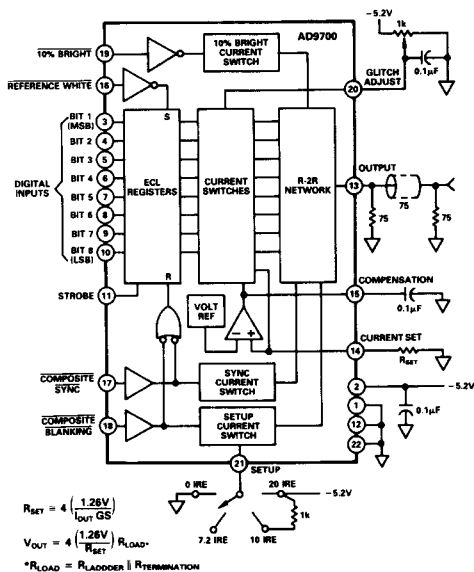 AD9700
-5.2V
1k
0.1μF
GLITCH
ADJUST
20
10% BRIGHT
19
10% BRIGHT
CURRENT
SWITCH
REFERENCE WHITE
16
S
DIGITAL
INPUTS
BIT 1
(MSB)
3
BIT 2
4
BIT 3
5
BIT 4
6
BIT 5
7
BIT 6
8
BIT 7
9
BIT 8
(LSB)
10
ECL
REGISTERS
R
CURRENT
SWITCHES
R-2R
NETWORK
OUTPUT
13
75
75
75
STROBE
11
VOLT
REF
- +
COMPENSATION
15
0.1μF
CURRENT SET
14
RSET
COMPOSITE
SYNC
17
SYNC
CURRENT
SWITCH
COMPOSITE
BLANKING
18
SETUP
CURRENT
SWITCH
2
-5.2V
0.1μF
1
12
22
21
SETUP
0 IRE
20 IRE
-5.2V
1k
7.2 IRE
10 IRE
RSET ≅ 4 (1.26V / IOUT GS)
VOUT = 4 (1.26V / RSET) RLOAD*
*RLOAD = RLADDDER || RTERMINATION